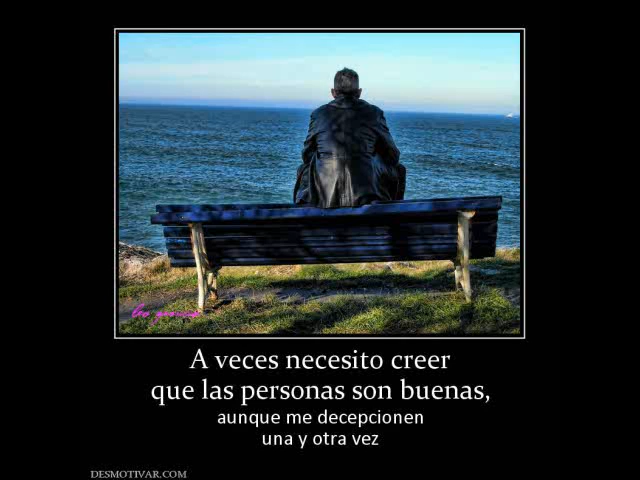 A veces necesito creer
que las personas son buenas,
aunque me decepcionen
una y otra vez
DESMOTIVAR.COM